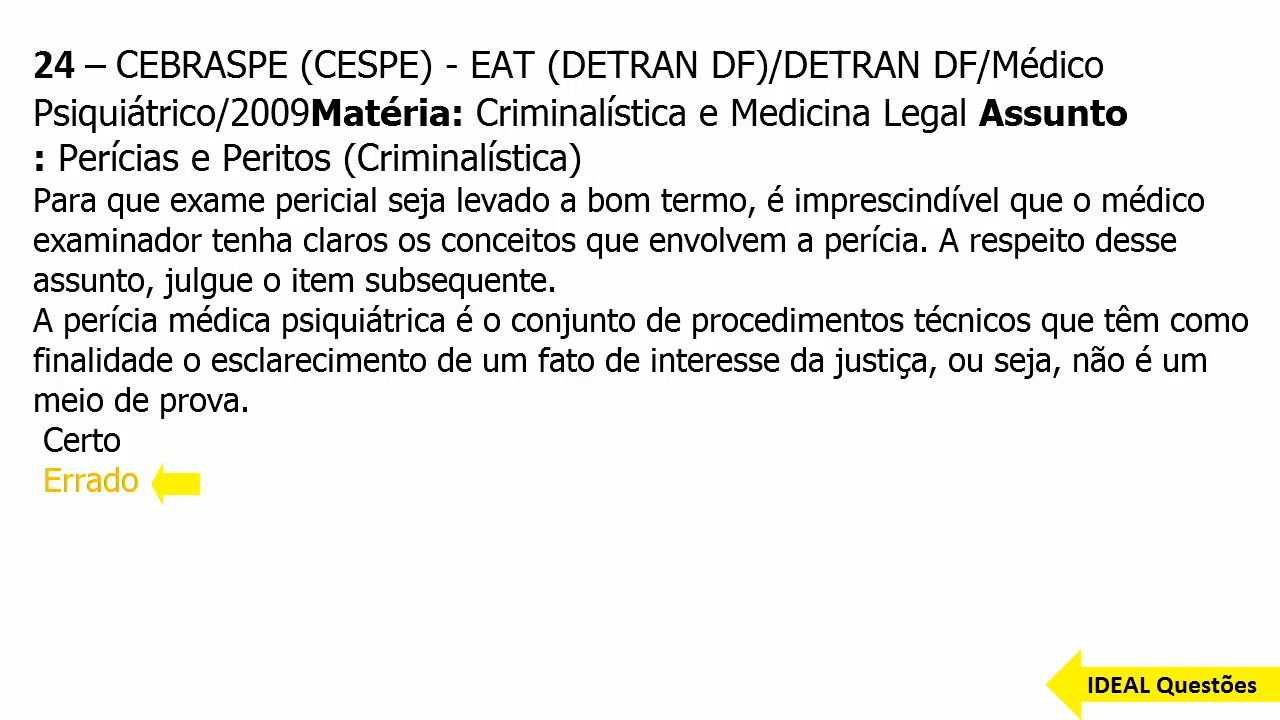 24 – CEBRASPE (CESPE) - EAT (DETRAN DF)/DETRAN DF/Médico
Psiquiátrico/2009Matéria: Criminalística e Medicina Legal Assunto
: Perícias e Peritos (Criminalística)
Para que exame pericial seja levado a bom termo, é imprescindível que o médico
examinador tenha claros os conceitos que envolvem a perícia. A respeito desse
assunto, julgue o item subsequente.
A perícia médica psiquiátrica é o conjunto de procedimentos técnicos que têm como
finalidade o esclarecimento de um fato de interesse da justiça, ou seja, não é um
meio de prova.
Certo
Errado
IDEAL Questões